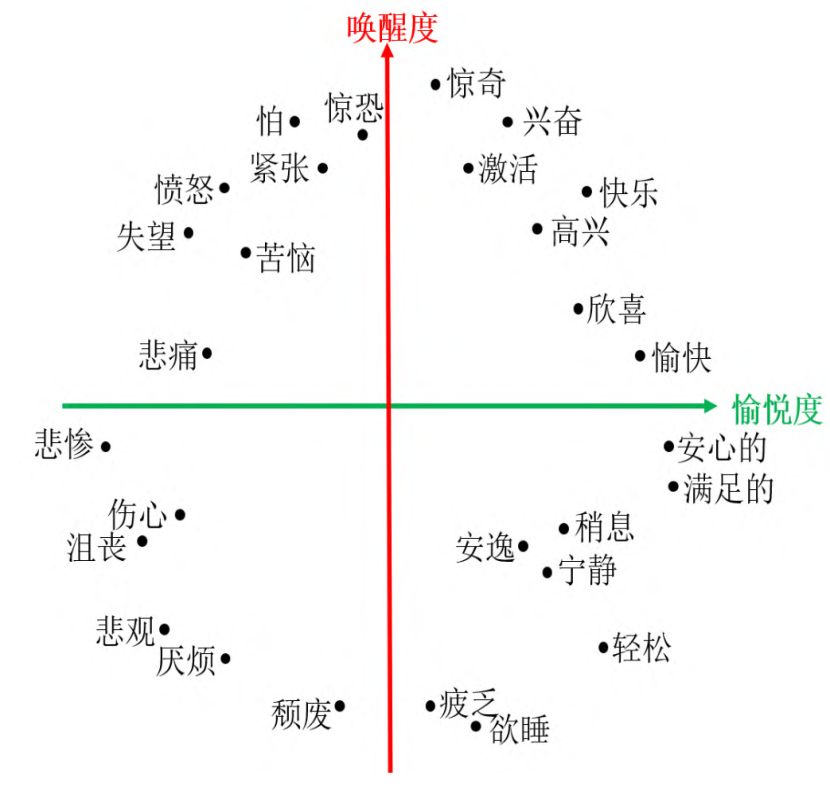 唤醒度
惊奇
惊恐
怕
兴奋
紧张
激活
愤怒
快乐
失望
高兴
苦恼
欣喜
悲痛
愉快
愉悦度
悲惨
安心的
满足的
伤心
稍息
沮丧
安逸
宁静
悲观
轻松
厌烦
疲乏
颓废
欲睡